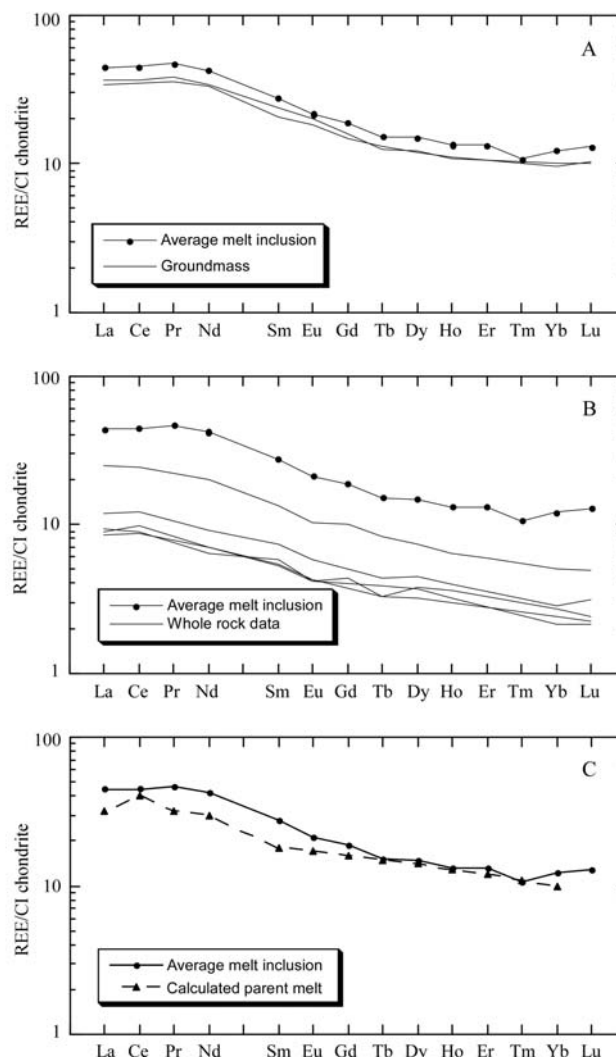 100
A
REE/CI chondrite
10
Average melt inclusion
Groundmass
1
La Ce Pr Nd Sm Eu Gd Tb Dy Ho Er Tm Yb Lu
100
B
REE/CI chondrite
10
Average melt inclusion
Whole rock data
1
La Ce Pr Nd Sm Eu Gd Tb Dy Ho Er Tm Yb Lu
100
C
REE/CI chondrite
10
Average melt inclusion
Calculated parent melt
1
La Ce Pr Nd Sm Eu Gd Tb Dy Ho Er Tm Yb Lu